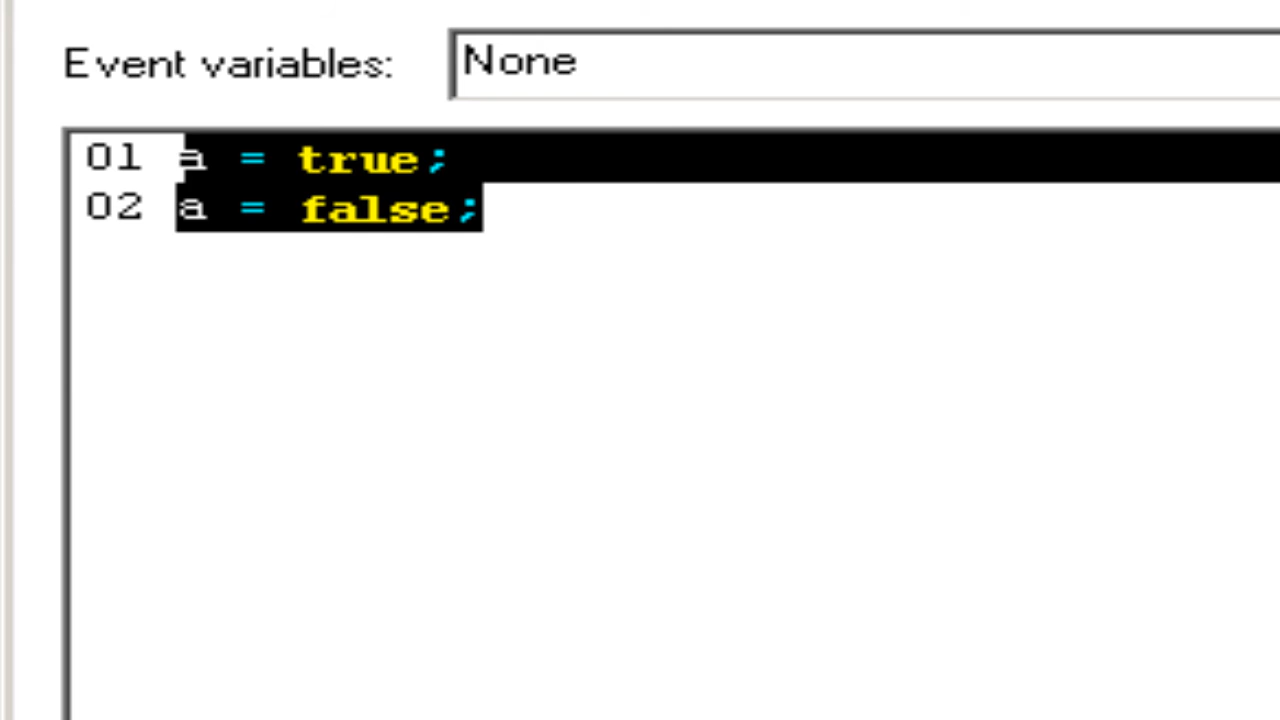 Event variables: None
01 a = true;
02 a = false;